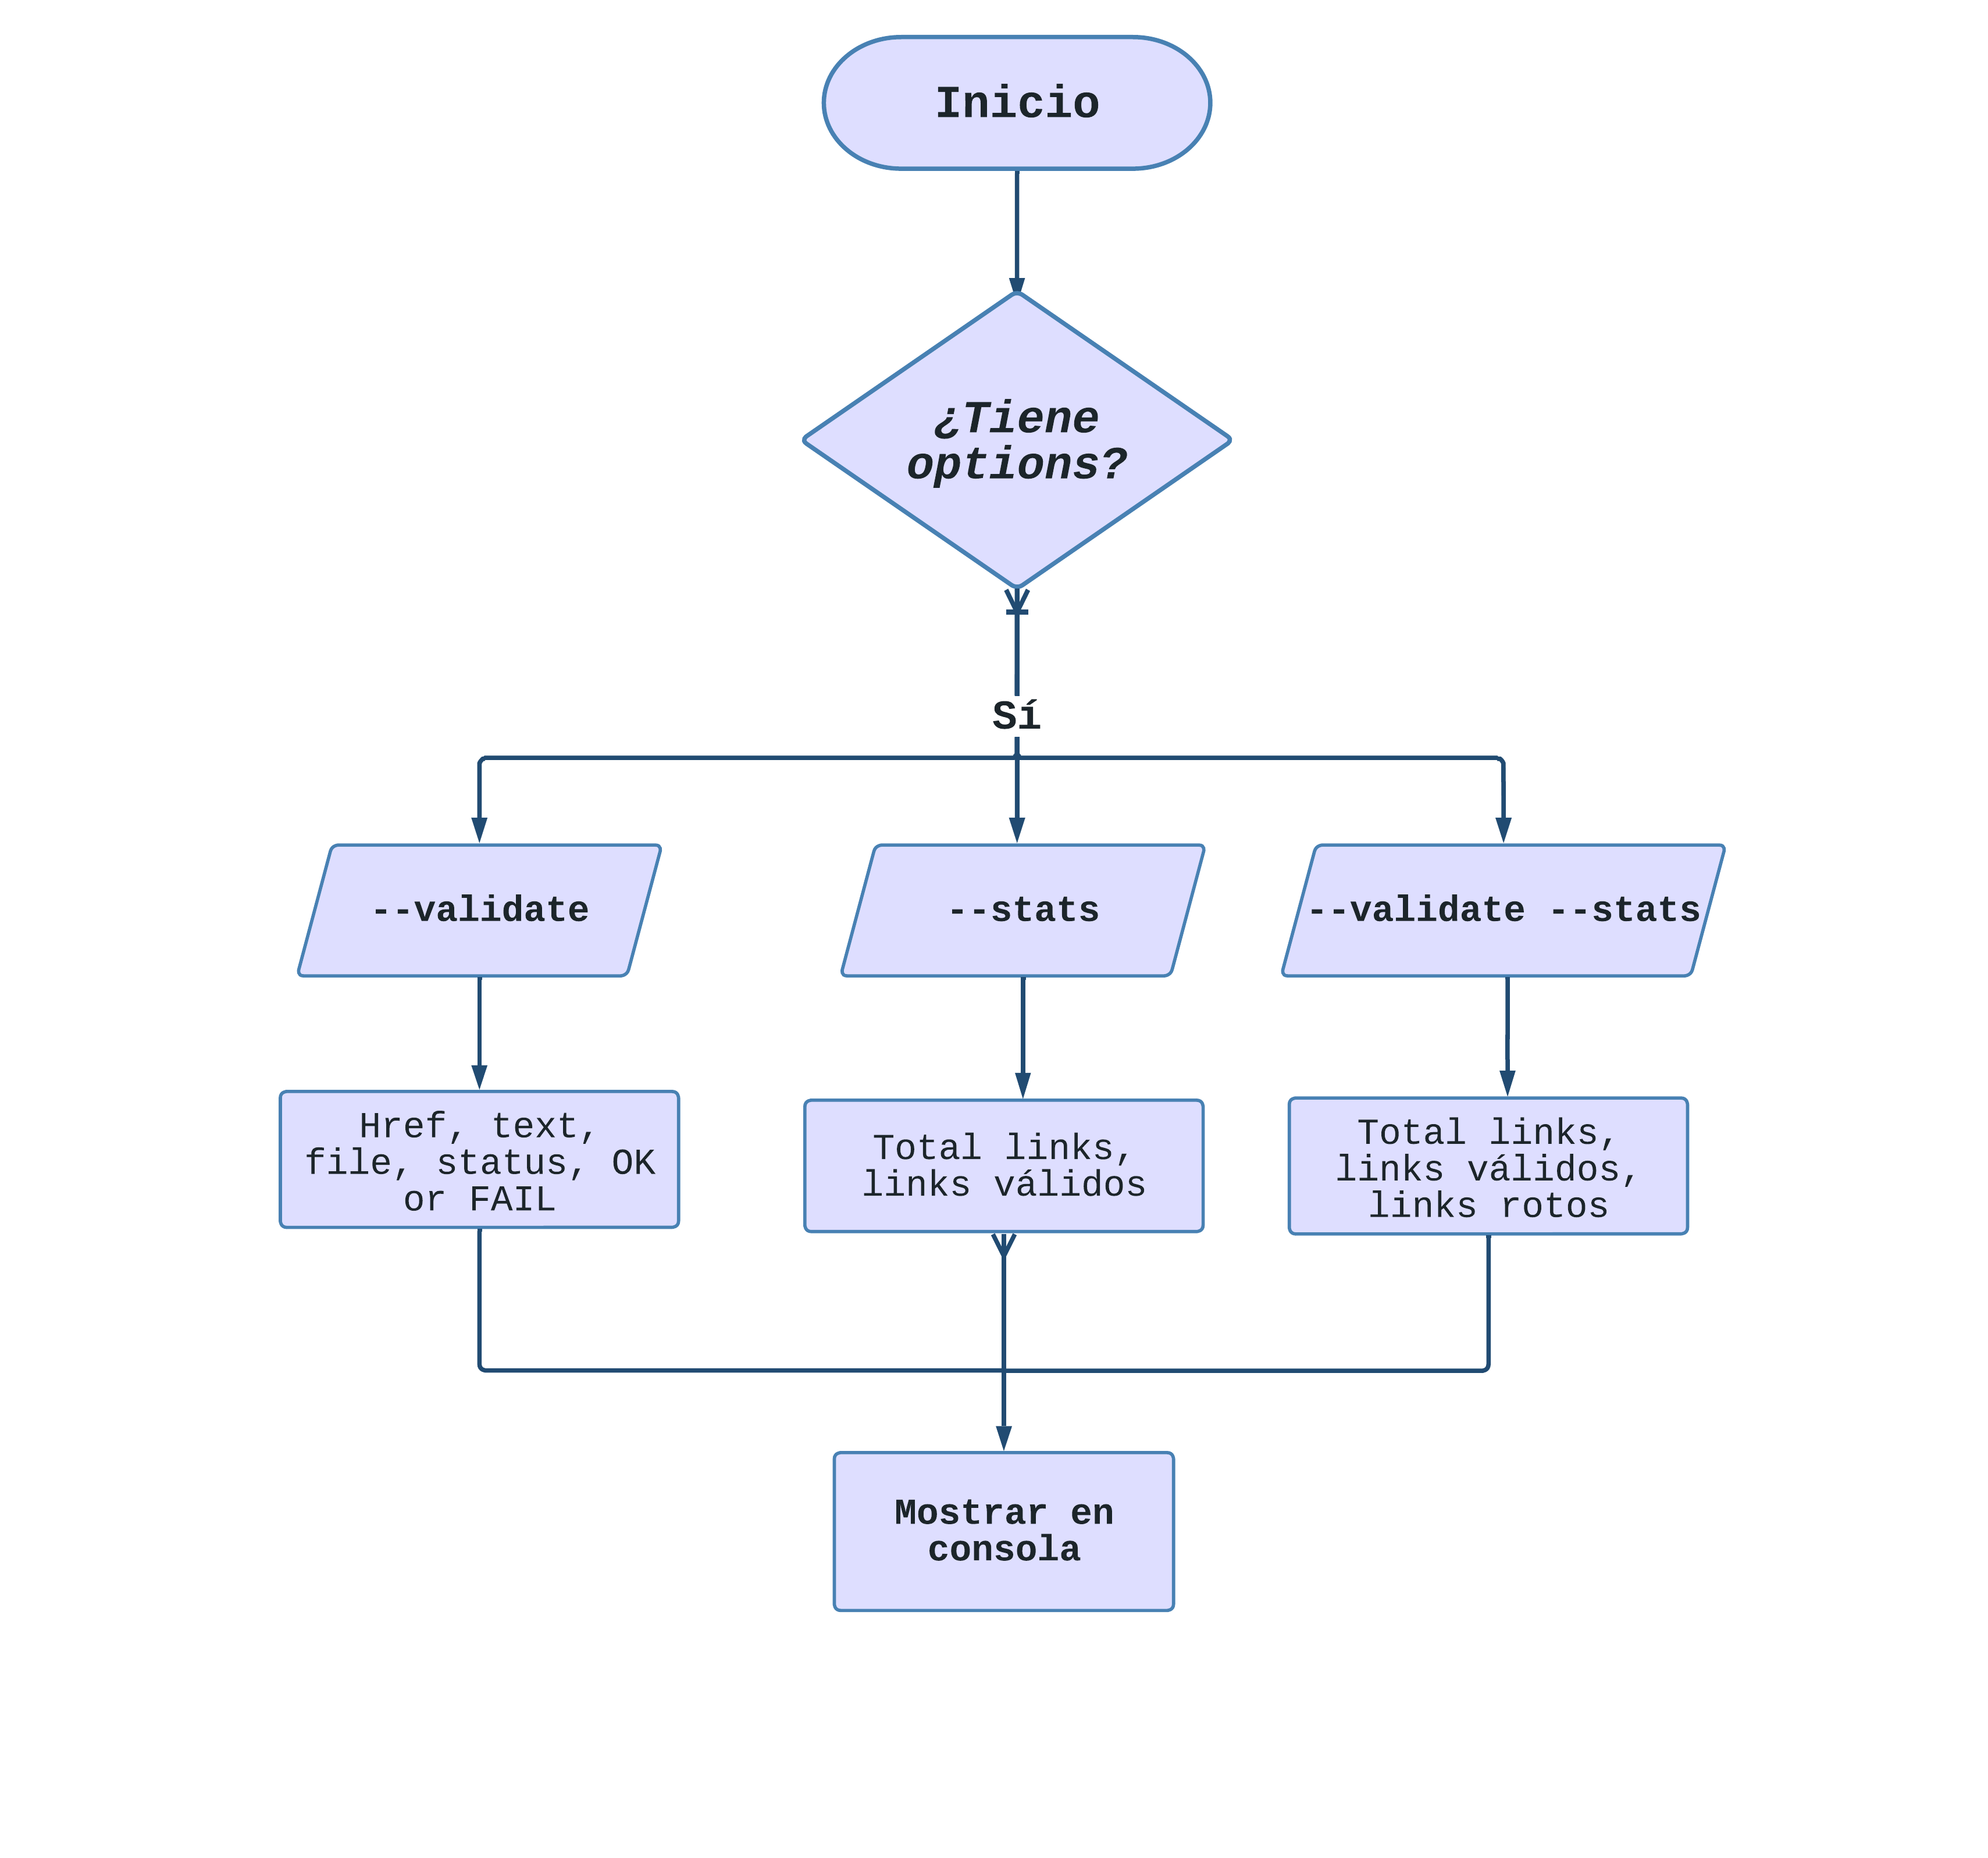 Inicio
¿Tiene
options?
Sí
--validate
--stats
--validate --stats
Href, text,
file, status, OK
or FAIL
Total links,
links válidos
Total links,
links válidos,
links rotos
Mostrar en
consola